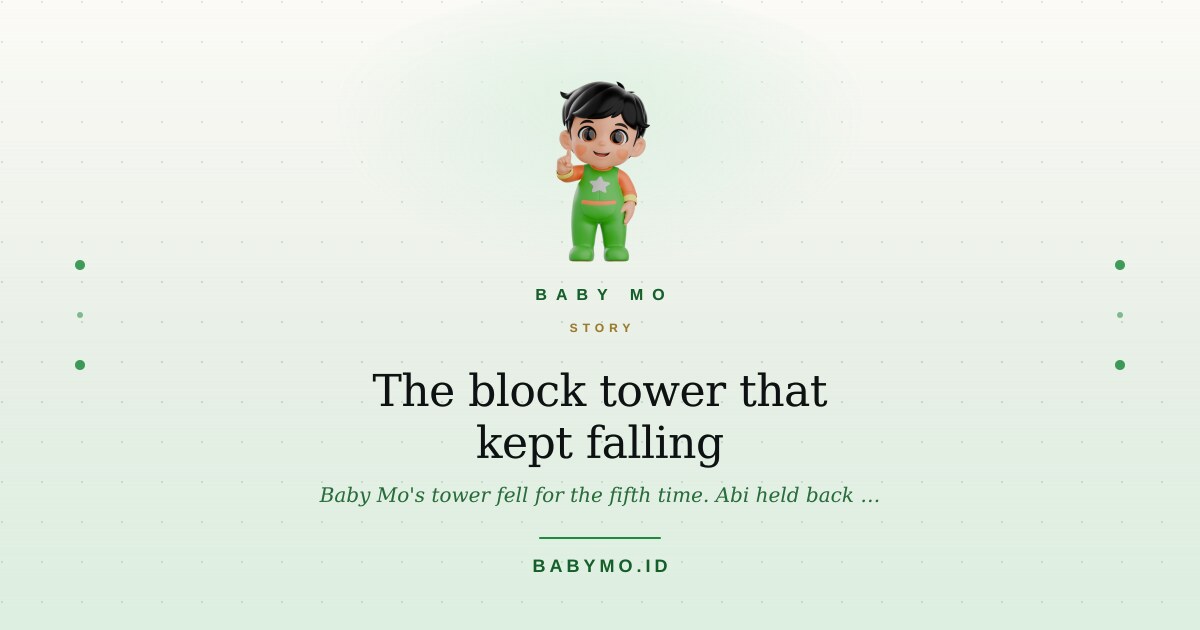 BABY MO
STORY
The block tower that
kept falling
Baby Mo's tower fell for the fifth time. Abi held back ...
BABYMO.ID